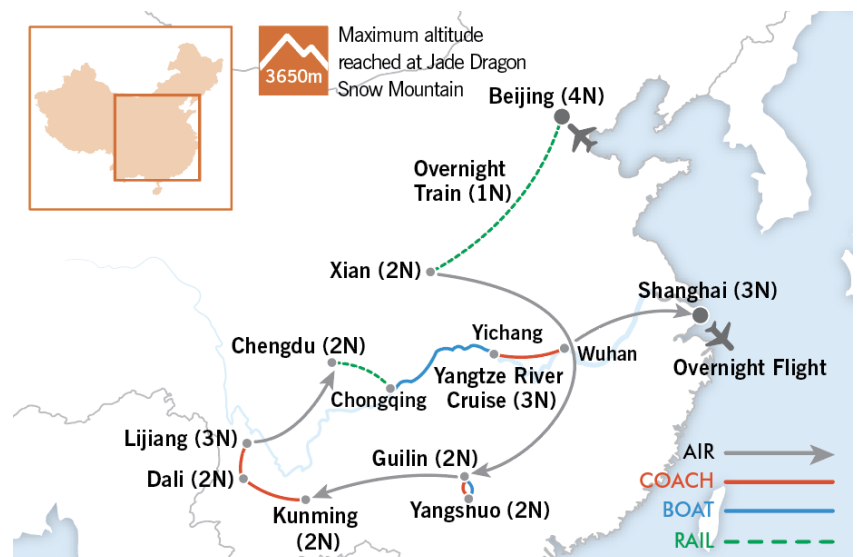 Maximum altitude
reached at Jade Dragon
Snow Mountain
3650m
Beijing (4N)
Overnight
Train (1N)
Xian (2N)
Shanghai (3N)
Yichang
Wuhan
Chengdu (2N)
Overnight Flight
Yangtze River
Cruise (3N)
Chongqing
Lijiang (3N)
Guilin (2N)
Dali (2N)
Yangshuo (2N)
Kunming
(2N)
AIR
COACH
BOAT
RAIL